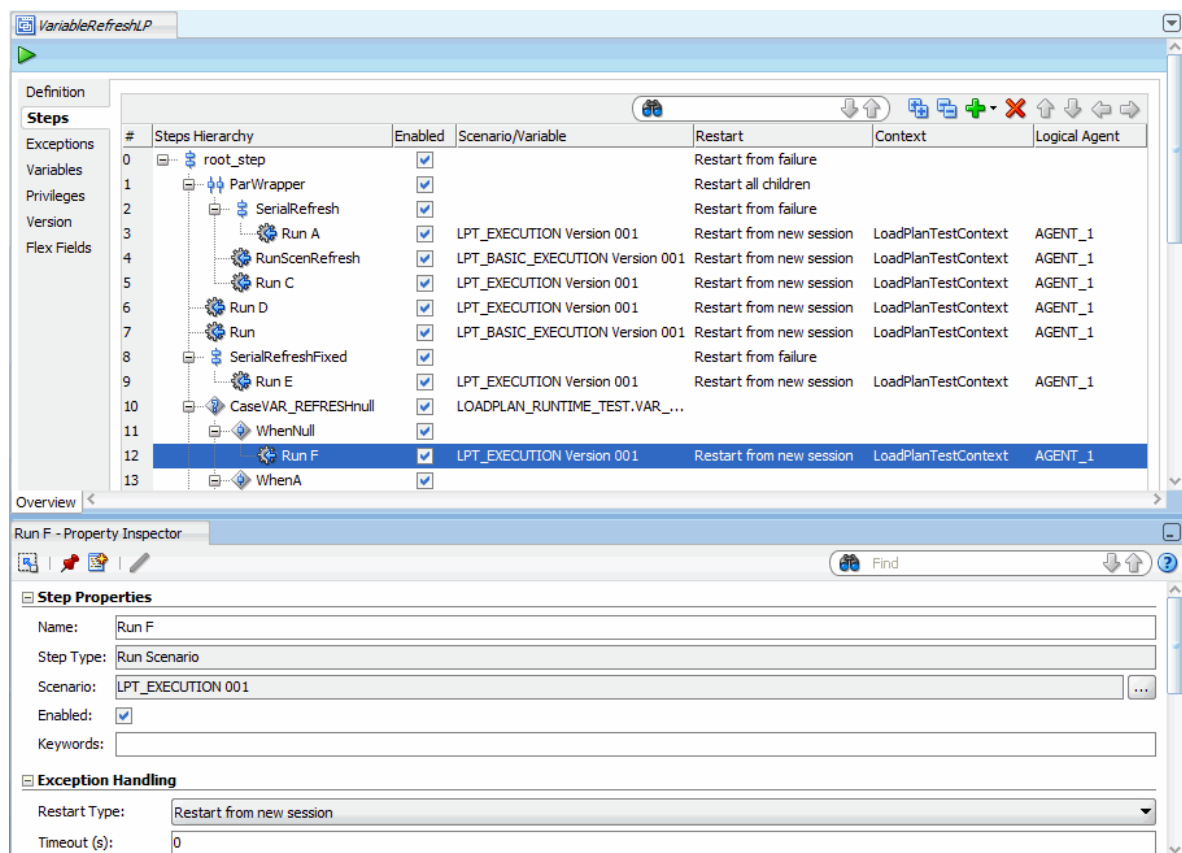 VariableRefreshLP
Definition
Steps
Exceptions
Variables
Privileges
Version
Flex Fields
# Steps Hierarchy Enabled Scenario/Variable Restart Context Logical Agent
0 root_step Restart from failure
1 ParWrapper Restart all children
2 SerialRefresh Restart from failure
3 Run A LPT_EXECUTION Version 001 Restart from new session LoadPlanTestContext AGENT_1
4 RunScenRefresh LPT_BASIC_EXECUTION Version 001 Restart from new session LoadPlanTestContext AGENT_1
5 Run C LPT_EXECUTION Version 001 Restart from new session LoadPlanTestContext AGENT_1
6 Run D LPT_EXECUTION Version 001 Restart from new session LoadPlanTestContext AGENT_1
7 Run LPT_BASIC_EXECUTION Version 001 Restart from new session LoadPlanTestContext AGENT_1
8 SerialRefreshFixed Restart from failure
9 Run E LPT_EXECUTION Version 001 Restart from new session LoadPlanTestContext AGENT_1
10 CaseVAR_REFRESHnull LOADPLAN_RUNTIME_TEST.VAR_...
11 WhenNull
12 Run F LPT_EXECUTION Version 001 Restart from new session LoadPlanTestContext AGENT_1
13 WhenA
Overview
Run F - Property Inspector
Find
Step Properties
Name: Run F
Step Type: Run Scenario
Scenario: LPT_EXECUTION 001 ...
Enabled:
Keywords:
Exception Handling
Restart Type: Restart from new session
Timeout (s): 0